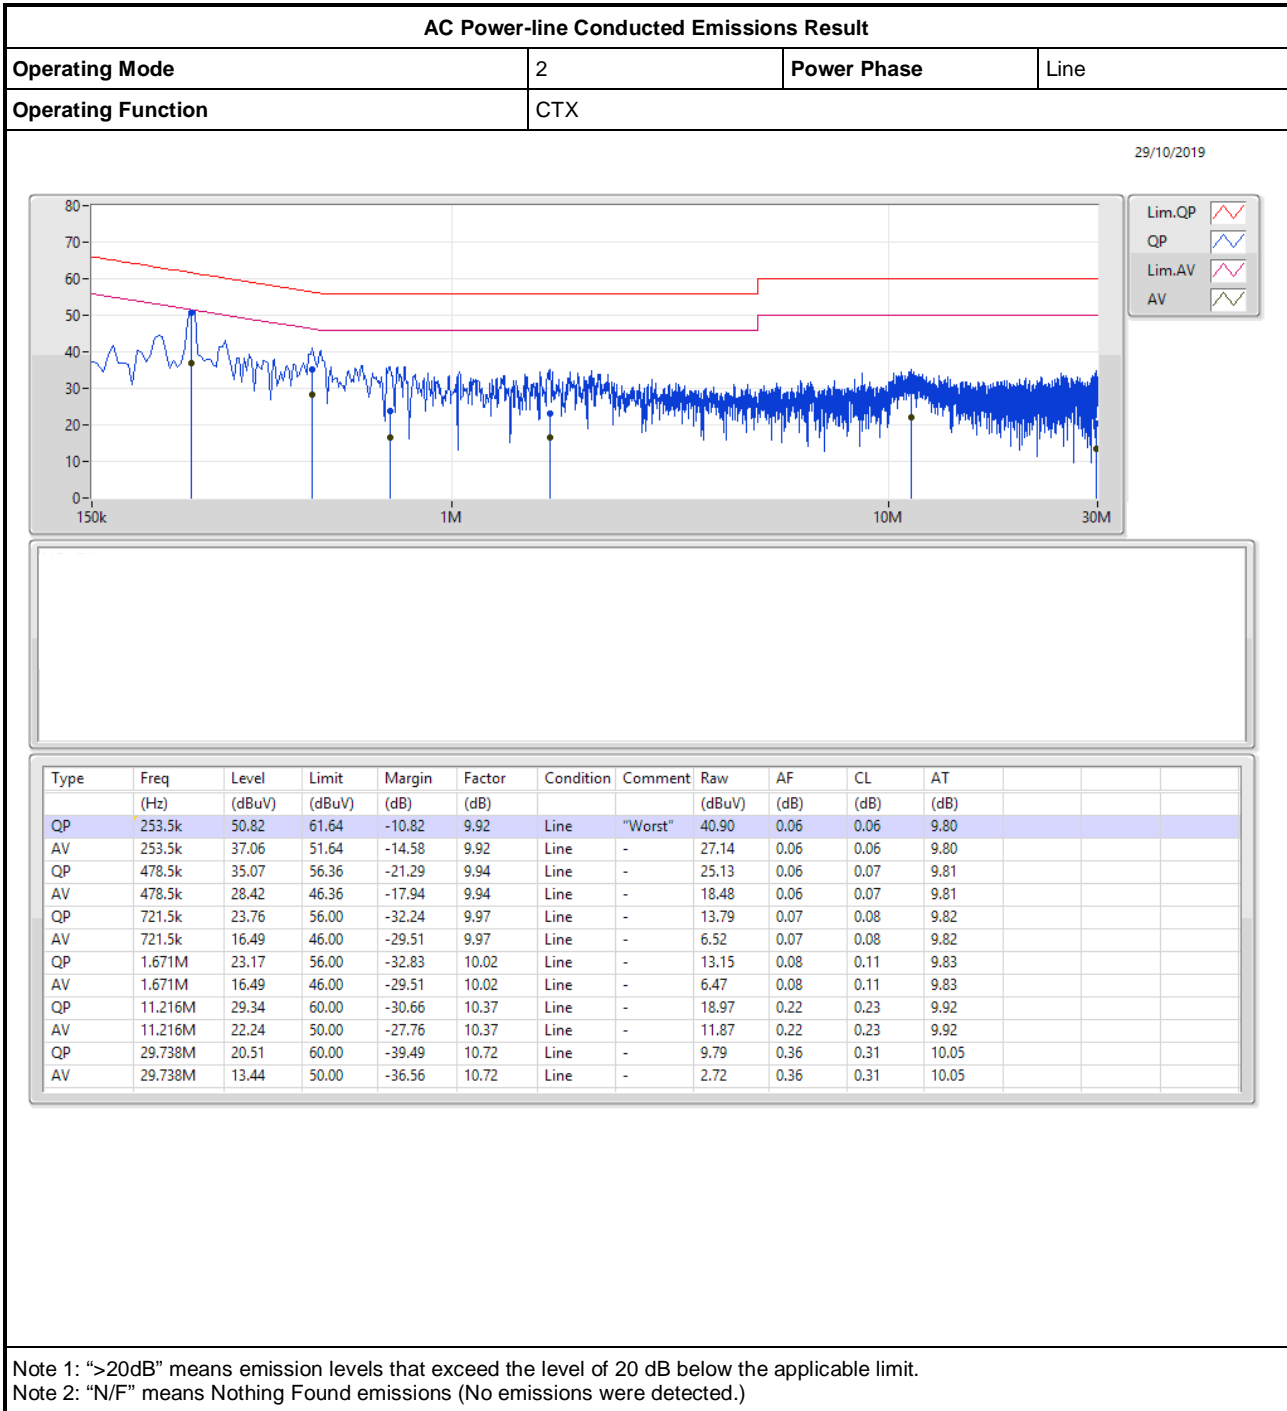 AC Power-line Conducted Emissions Result
Operating Mode 2 Power Phase Line
Operating Function CTX
29/10/2019
80
70
60
50
40
30
20
10
0
150k 1M 10M 30M
Lim.QP
QP
Lim.AV
AV
Type Freq Level Limit Margin Factor Condition Comment Raw AF CL AT
(Hz) (dBuV) (dBuV) (dB) (dB) (dBuV) (dB) (dB) (dB)
QP 253.5k 50.82 61.64 -10.82 9.92 Line "Worst" 40.90 0.06 0.06 9.80
AV 253.5k 37.06 51.64 -14.58 9.92 Line - 27.14 0.06 0.06 9.80
QP 478.5k 35.07 56.36 -21.29 9.94 Line - 25.13 0.06 0.07 9.81
AV 478.5k 28.42 46.36 -17.94 9.94 Line - 18.48 0.06 0.07 9.81
QP 721.5k 23.76 56.00 -32.24 9.97 Line - 13.79 0.07 0.08 9.82
AV 721.5k 16.49 46.00 -29.51 9.97 Line - 6.52 0.07 0.08 9.82
QP 1.671M 23.17 56.00 -32.83 10.02 Line - 13.15 0.08 0.11 9.83
AV 1.671M 16.49 46.00 -29.51 10.02 Line - 6.47 0.08 0.11 9.83
QP 11.216M 29.34 60.00 -30.66 10.37 Line - 18.97 0.22 0.23 9.92
AV 11.216M 22.24 50.00 -27.76 10.37 Line - 11.87 0.22 0.23 9.92
QP 29.738M 20.51 60.00 -39.49 10.72 Line - 9.79 0.36 0.31 10.05
AV 29.738M 13.44 50.00 -36.56 10.72 Line - 2.72 0.36 0.31 10.05
Note 1: “>20dB” means emission levels that exceed the level of 20 dB below the applicable limit.
Note 2: “N/F” means Nothing Found emissions (No emissions were detected.)